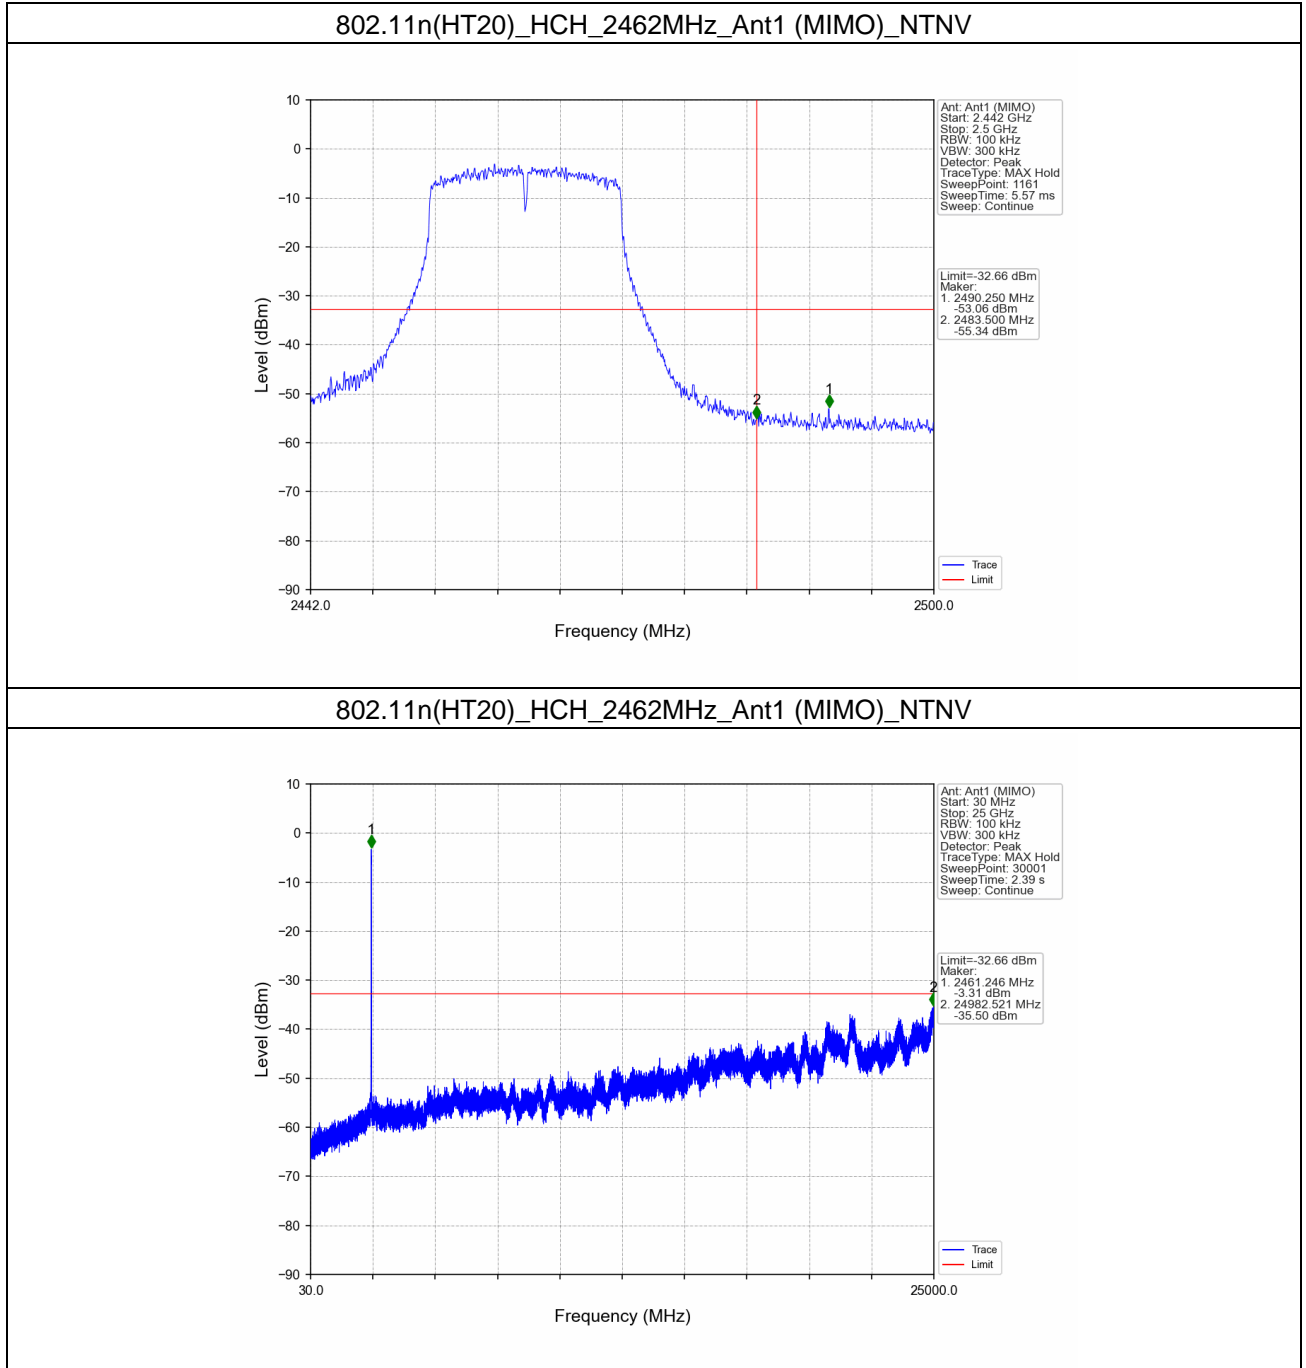 802.11n(HT20)_HCH_2462MHz_Ant1 (MIMO)_NTNV
10
0
−10
−20
−30
−40
−50
−60
−70
−80
−90
Level (dBm)
2442.0
2500.0
Frequency (MHz)
2
1
Ant: Ant1 (MIMO)
Start: 2.442 GHz
Stop: 2.5 GHz
RBW: 100 kHz
VBW: 300 kHz
Detector: Peak
TraceType: MAX Hold
SweepPoint: 1161
SweepTime: 5.57 ms
Sweep: Continue
Limit=-32.66 dBm
Maker:
1. 2490.250 MHz
-53.06 dBm
2. 2483.500 MHz
-55.34 dBm
Trace
Limit
802.11n(HT20)_HCH_2462MHz_Ant1 (MIMO)_NTNV
10
0
−10
−20
−30
−40
−50
−60
−70
−80
−90
Level (dBm)
30.0
25000.0
Frequency (MHz)
1
2
Ant: Ant1 (MIMO)
Start: 30 MHz
Stop: 25 GHz
RBW: 100 kHz
VBW: 300 kHz
Detector: Peak
TraceType: MAX Hold
SweepPoint: 30001
SweepTime: 2.39 s
Sweep: Continue
Limit=-32.66 dBm
Maker:
1. 2461.246 MHz
-3.31 dBm
2. 24982.521 MHz
-35.50 dBm
Trace
Limit